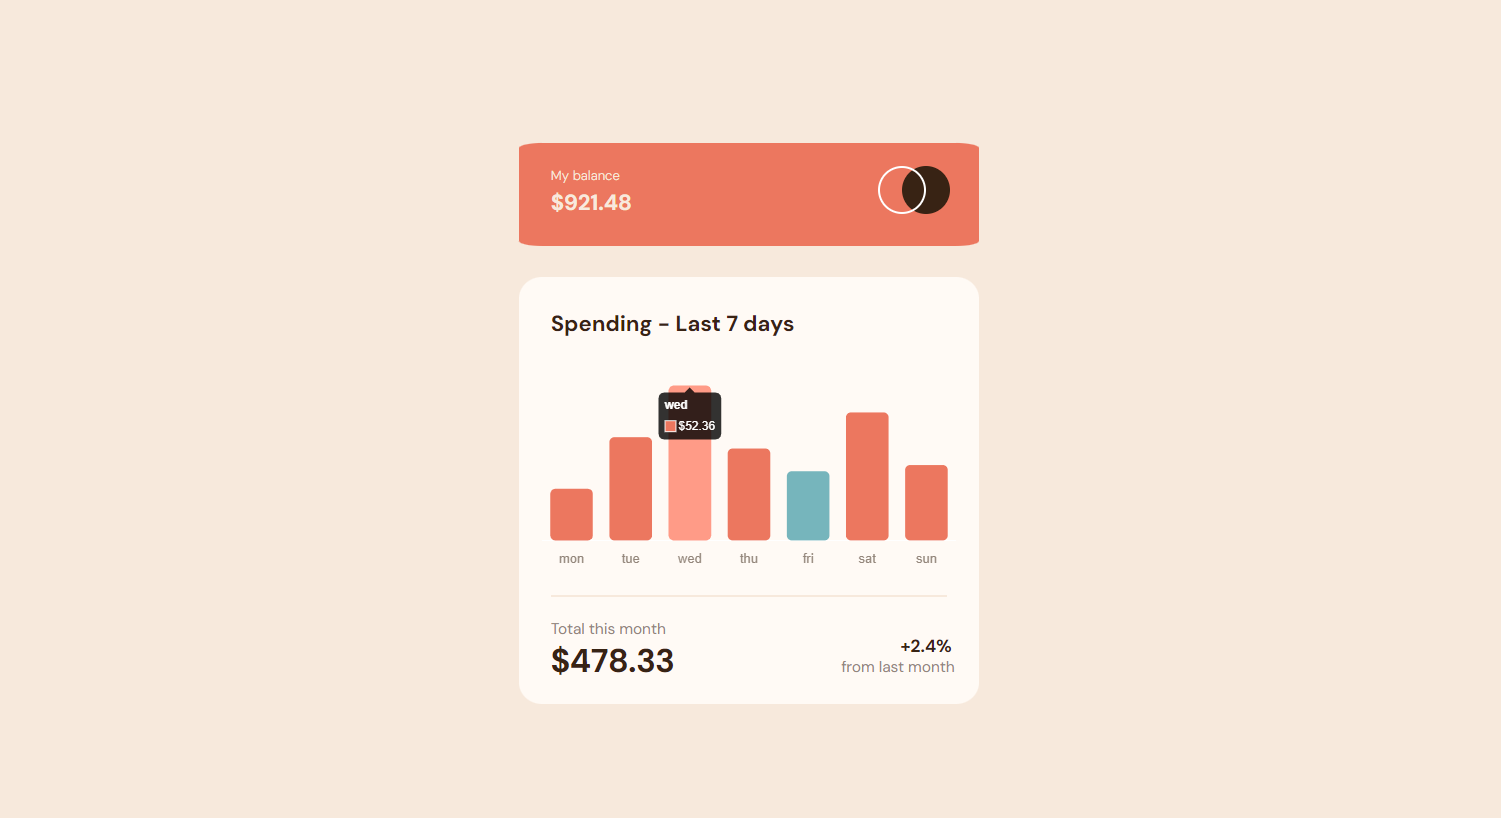 My balance
$921.48
Spending - Last 7 days
wed
$52.36
mon tue wed thu fri sat sun
Total this month
$478.33
+2.4%
from last month